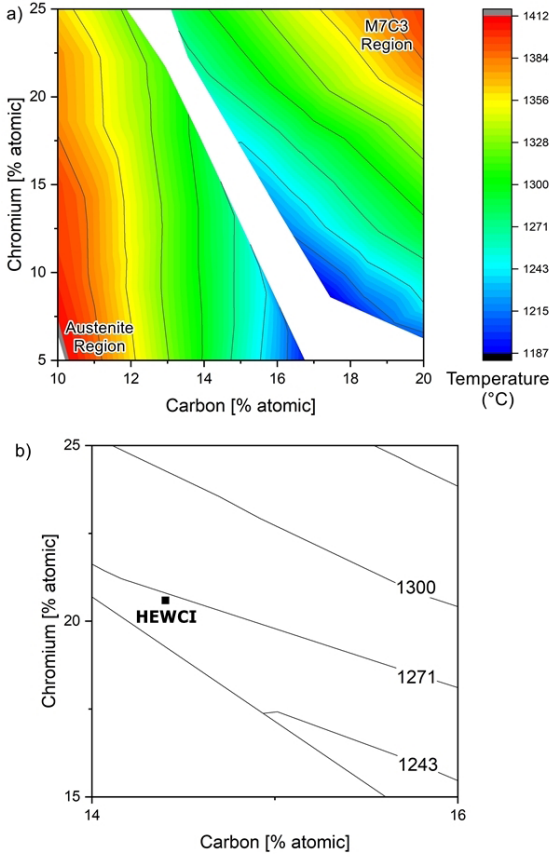 a)
25
20
15
10
5
Chromium [% atomic]
M7C3
Region
Austenite
Region
10
12
14
16
18
20
Carbon [% atomic]
1412
1384
1356
1328
1300
1271
1243
1215
1187
Temperature
(°C)
b)
25
20
15
Chromium [% atomic]
HEWCI
1300
1271
1243
14
16
Carbon [% atomic]